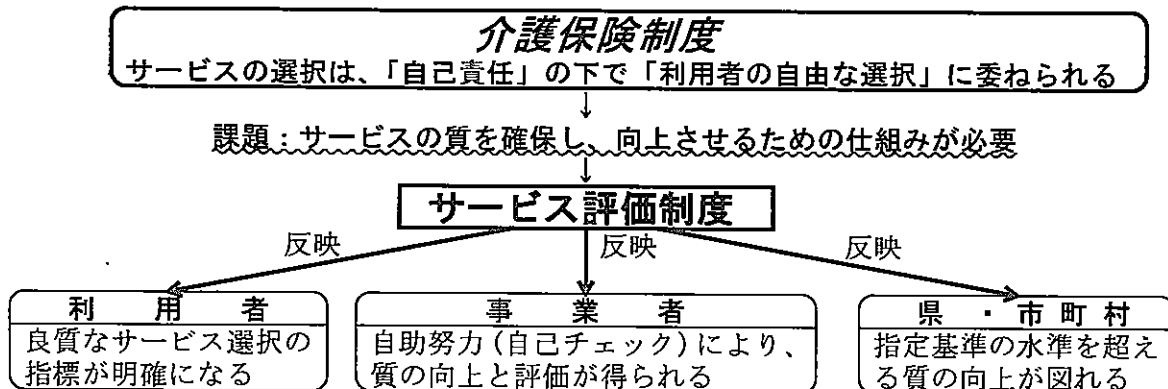 介護保険制度
サービスの選択は、「自己責任」の下で「利用者の自由な選択」に委ねられる
↓
課題：サービスの質を確保し、向上させるための仕組みが必要
↓
サービス評価制度
反映 反映 反映
利用者
良質なサービス選択の
指標が明確になる
事業者
自助努力（自己チェック）により、
質の向上と評価が得られる
県・市町村
指定基準の水準を超え
る質の向上が図れる